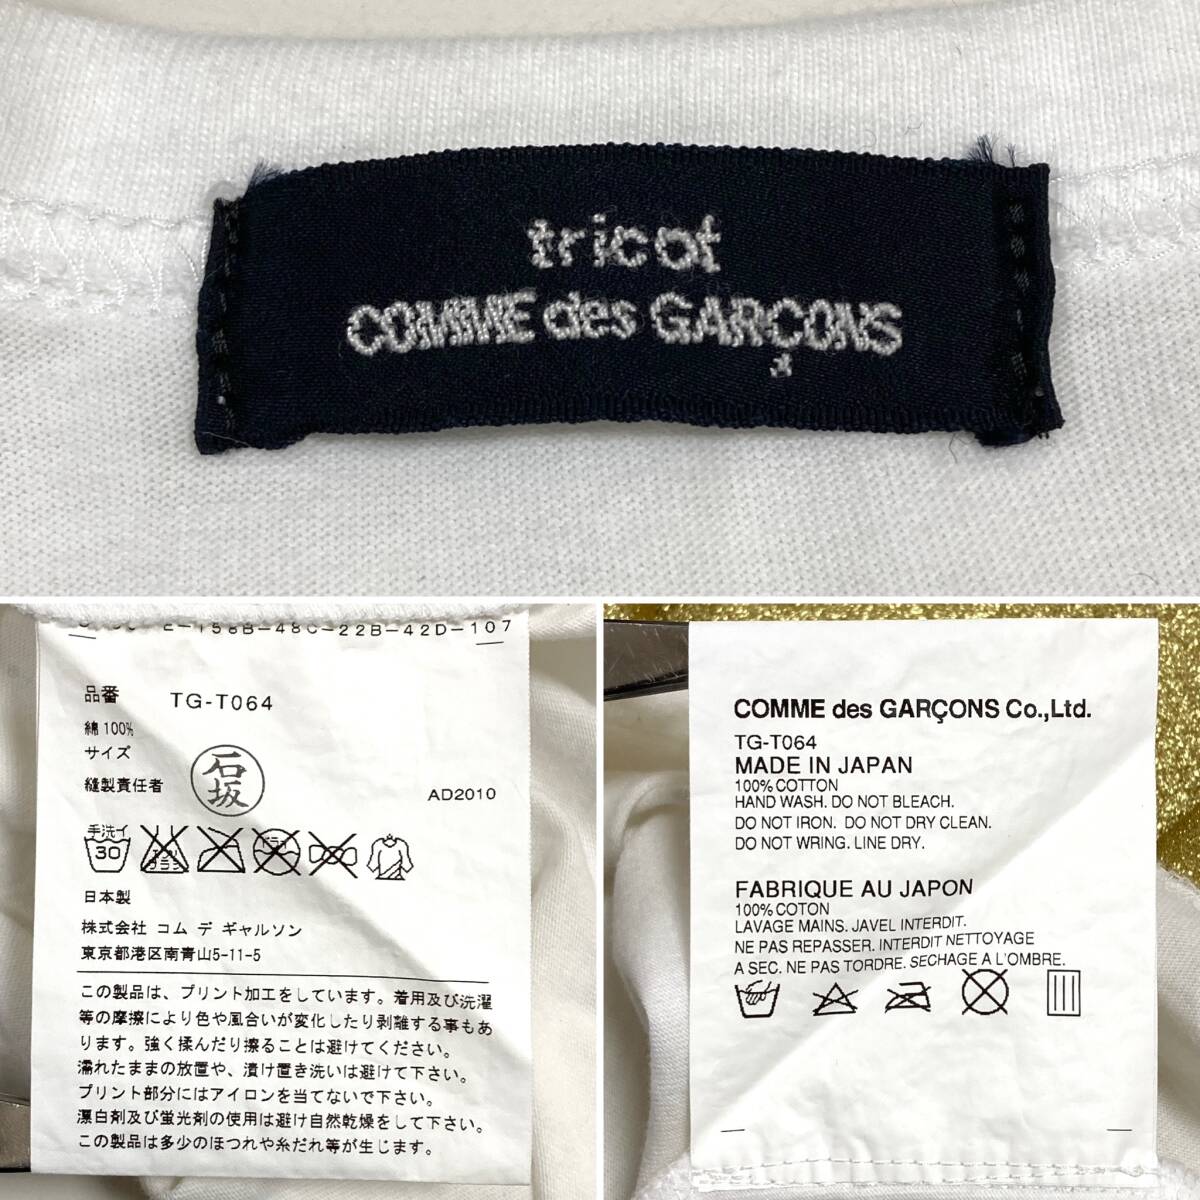 tricot
COMME des GARÇONS
2-158B-48C-22B-42D-107
品番 TG-T064
綿100%
サイズ
縫製責任者 石坂
AD2010
手洗イ
30
日本製
株式会社 コム デ ギャルソン
東京都港区南青山5-11-5
この製品は、プリント加工をしています。着用及び洗濯
等の摩擦により色や風合いが変化したり剥離する事もあ
ります。強く揉んだり擦ることは避けてください。
濡れたままの放置や、漬け置き洗いは避けて下さい。
プリント部分にはアイロンを当てないで下さい。
漂白剤及び蛍光剤の使用は避け自然乾燥をして下さい。
この製品は多少のほつれや糸だれ等が生じます。
COMME des GARÇONS Co.,Ltd.
TG-T064
MADE IN JAPAN
100% COTTON
HAND WASH. DO NOT BLEACH.
DO NOT IRON. DO NOT DRY CLEAN.
DO NOT WRING. LINE DRY.
FABRIQUE AU JAPON
100% COTON
LAVAGE MAINS. JAVEL INTERDIT.
NE PAS REPASSER. INTERDIT NETTOYAGE
A SEC. NE PAS TORDRE. SECHAGE A L'OMBRE.